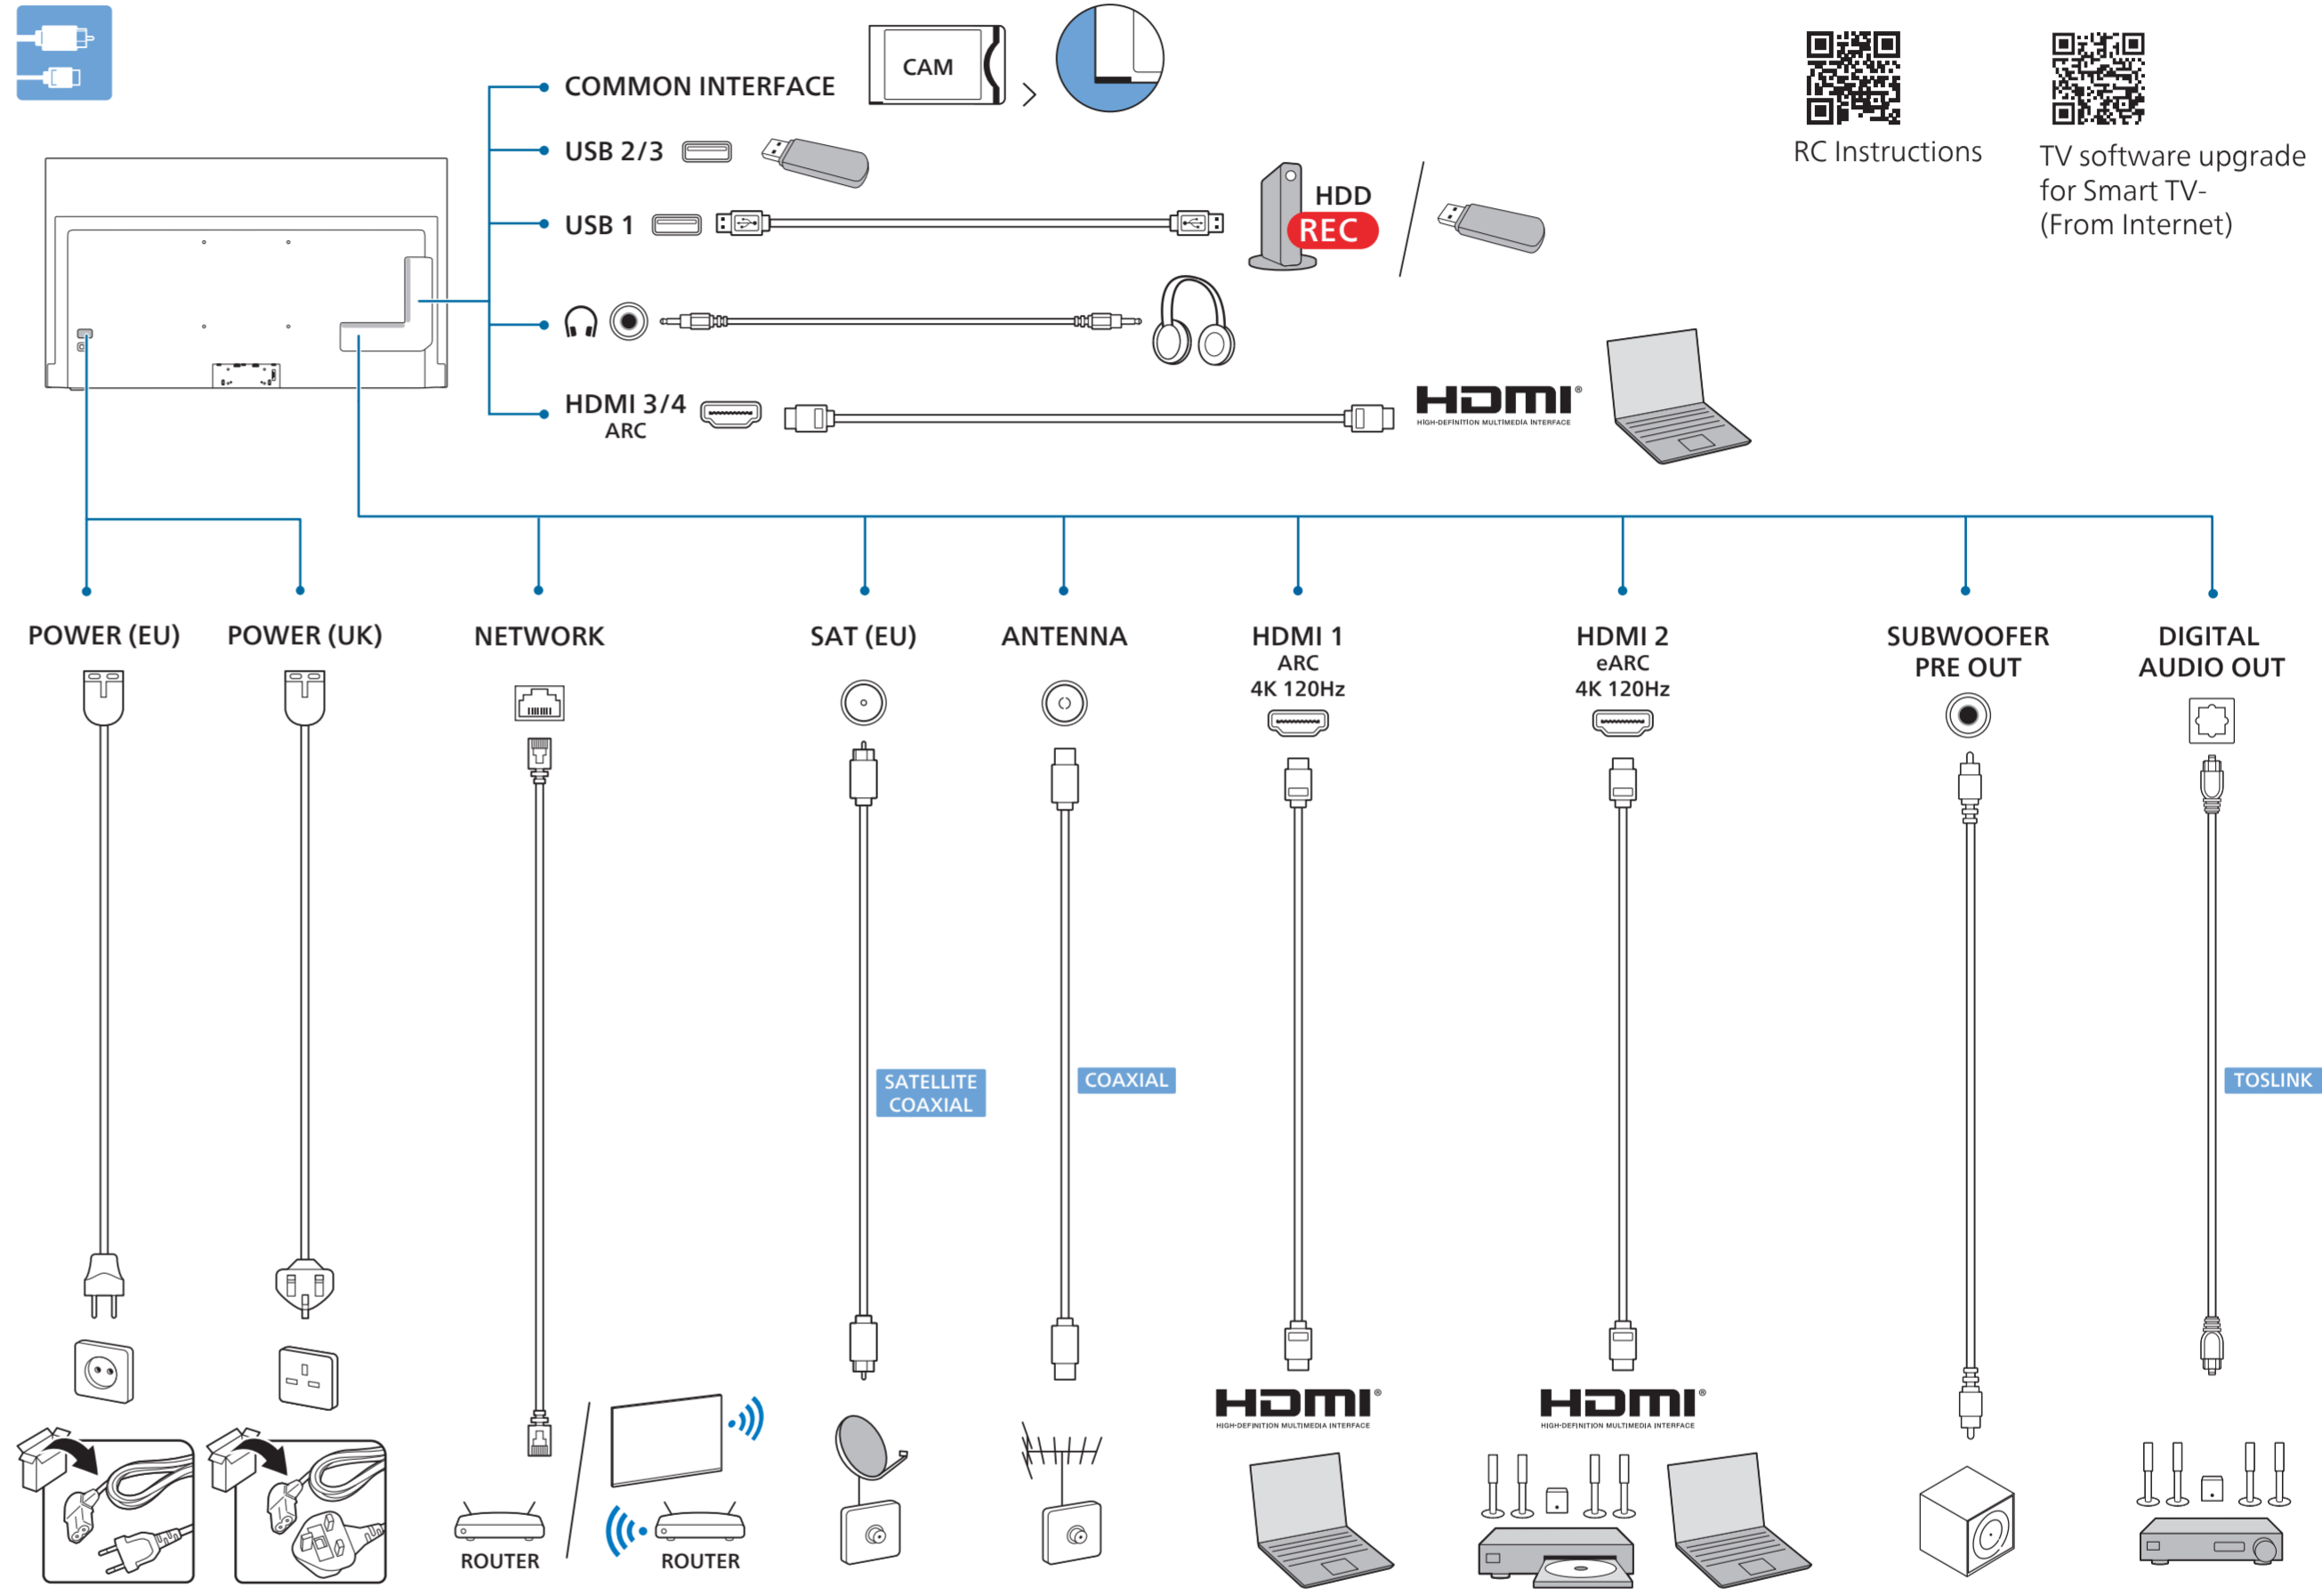 COMMON INTERFACE
CAM
RC Instructions
TV software upgrade
for Smart TV-
(From Internet)
USB 2/3
USB 1
HDD
REC
HDMI 3/4
ARC
HDMI®
HIGH-DEFINITION MULTIMEDIA INTERFACE
POWER (EU)
POWER (UK)
NETWORK
SAT (EU)
ANTENNA
HDMI 1
ARC
4K 120Hz
HDMI 2
eARC
4K 120Hz
SUBWOOFER
PRE OUT
DIGITAL
AUDIO OUT
SATELLITE
COAXIAL
COAXIAL
TOSLINK
HDMI®
HIGH-DEFINITION MULTIMEDIA INTERFACE
HDMI®
HIGH-DEFINITION MULTIMEDIA INTERFACE
ROUTER
ROUTER